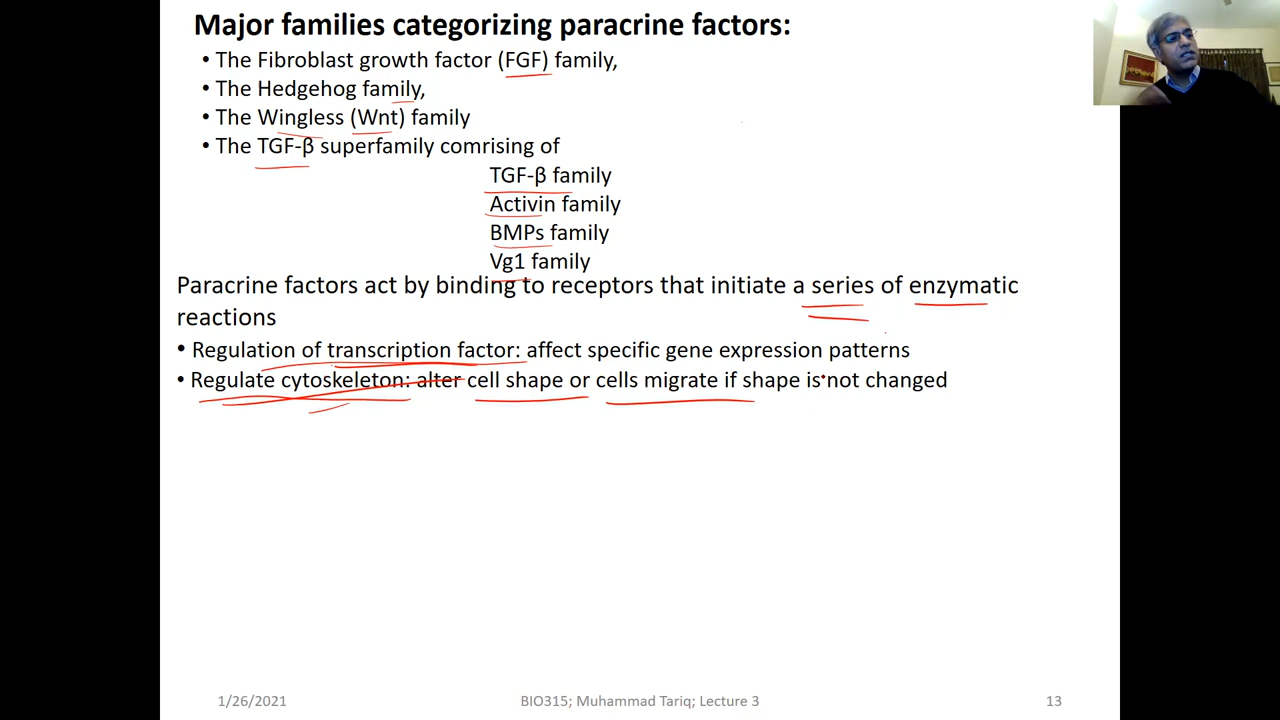 Major families categorizing paracrine factors:
• The Fibroblast growth factor (FGF) family,
• The Hedgehog family,
• The Wingless (Wnt) family
• The TGF-β superfamily comrising of
TGF-β family
Activin family
BMPs family
Vg1 family
Paracrine factors act by binding to receptors that initiate a series of enzymatic
reactions
• Regulation of transcription factor: affect specific gene expression patterns
• Regulate cytoskeleton: alter cell shape or cells migrate if shape is not changed
1/26/2021
BIO315; Muhammad Tariq; Lecture 3
13